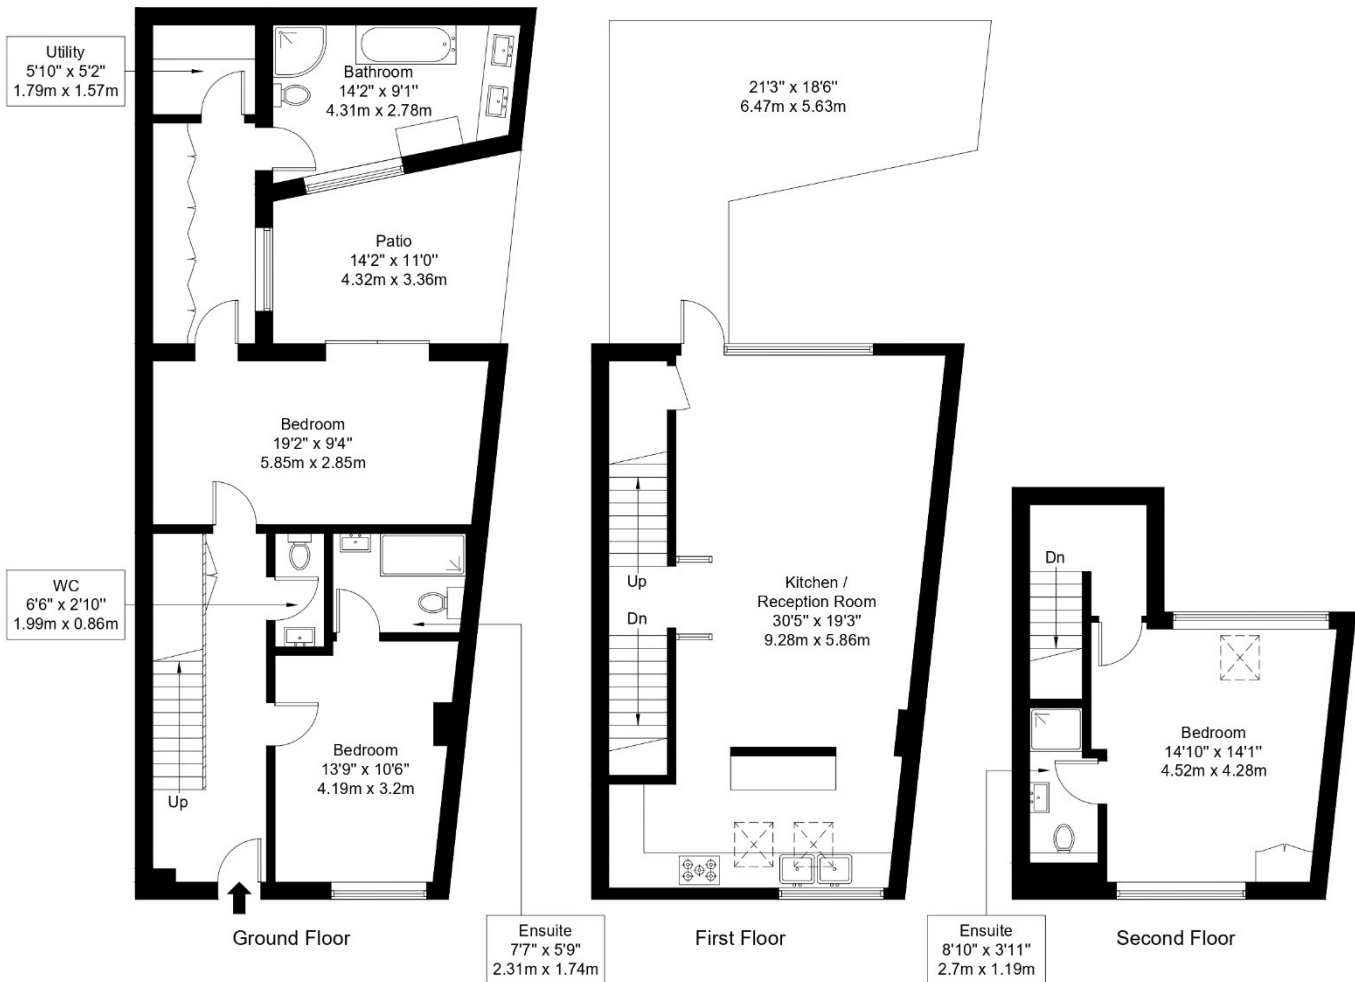 Utility
5'10" x 5'2"
1.79m x 1.57m
Bathroom
14'2" x 9'1"
4.31m x 2.78m
Patio
14'2" x 11'0"
4.32m x 3.36m
Bedroom
19'2" x 9'4"
5.85m x 2.85m
WC
6'6" x 2'10"
1.99m x 0.86m
Up
Bedroom
13'9" x 10'6"
4.19m x 3.2m
Ensuite
7'7" x 5'9"
2.31m x 1.74m
Ground Floor
21'3" x 18'6"
6.47m x 5.63m
Up
Dn
Kitchen /
Reception Room
30'5" x 19'3"
9.28m x 5.86m
First Floor
Dn
Bedroom
14'10" x 14'1"
4.52m x 4.28m
Ensuite
8'10" x 3'11"
2.7m x 1.19m
Second Floor